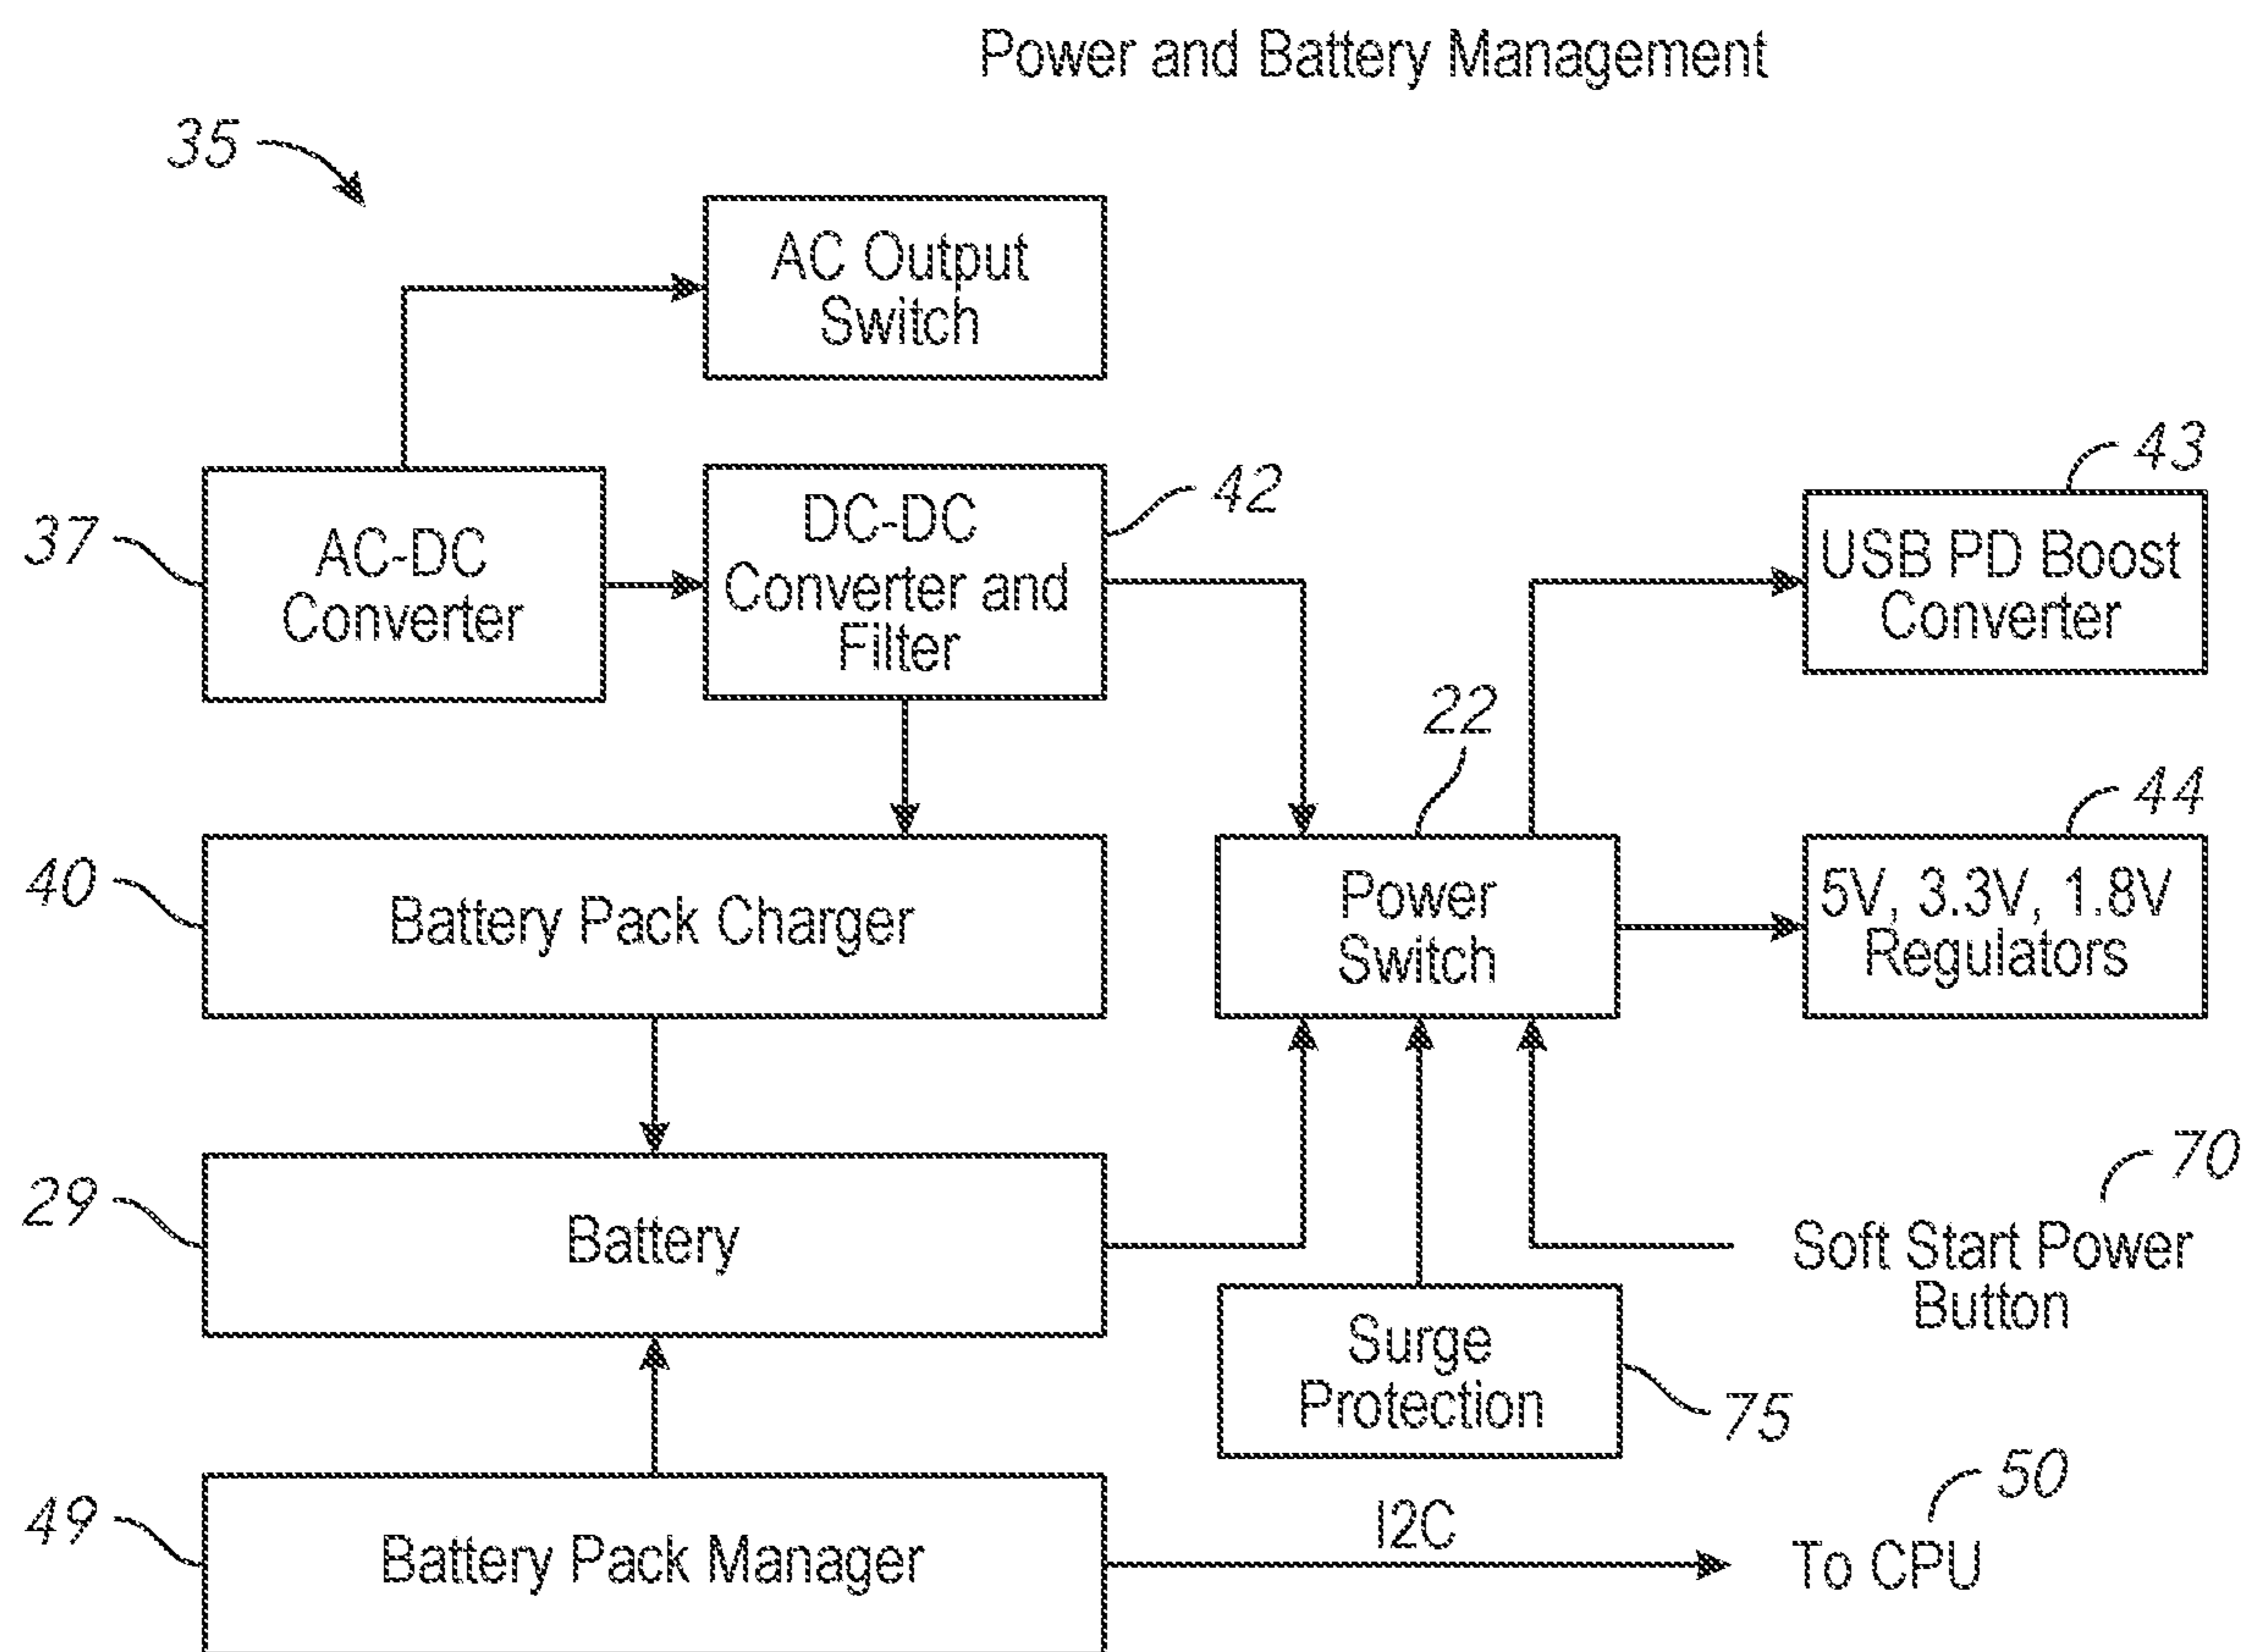 Power and Battery Management
35
AC Output
Switch
37
AC-DC
Converter
DC-DC
Converter and
Filter
42
43
USB PD Boost
Converter
22
44
40
Battery Pack Charger
Power
Switch
5V, 3.3V, 1.8V
Regulators
29
Battery
70
Soft Start Power
Button
Surge
Protection
75
49
Battery Pack Manager
I2C
50
To CPU